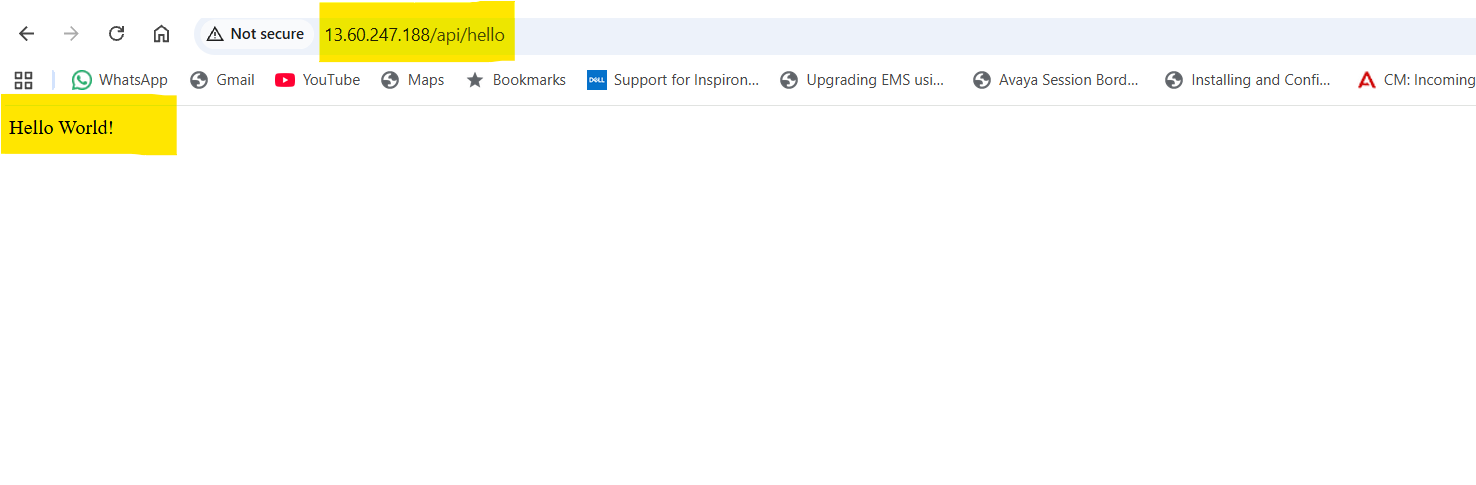 Not secure 13.60.247.188/api/hello
WhatsApp Gmail YouTube Maps Bookmarks DELL Support for Inspiron... Upgrading EMS usi... Avaya Session Bord... Installing and Confi... CM: Incoming
Hello World!